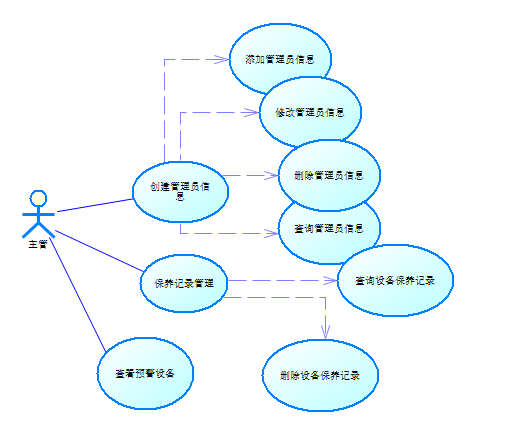 添加管理员信息
修改管理员信息
删除管理员信息
创建管理员信
息
查询管理员信息
主管
保养记录管理
查询设备保养记录
查看预警设备
删除设备保养记录